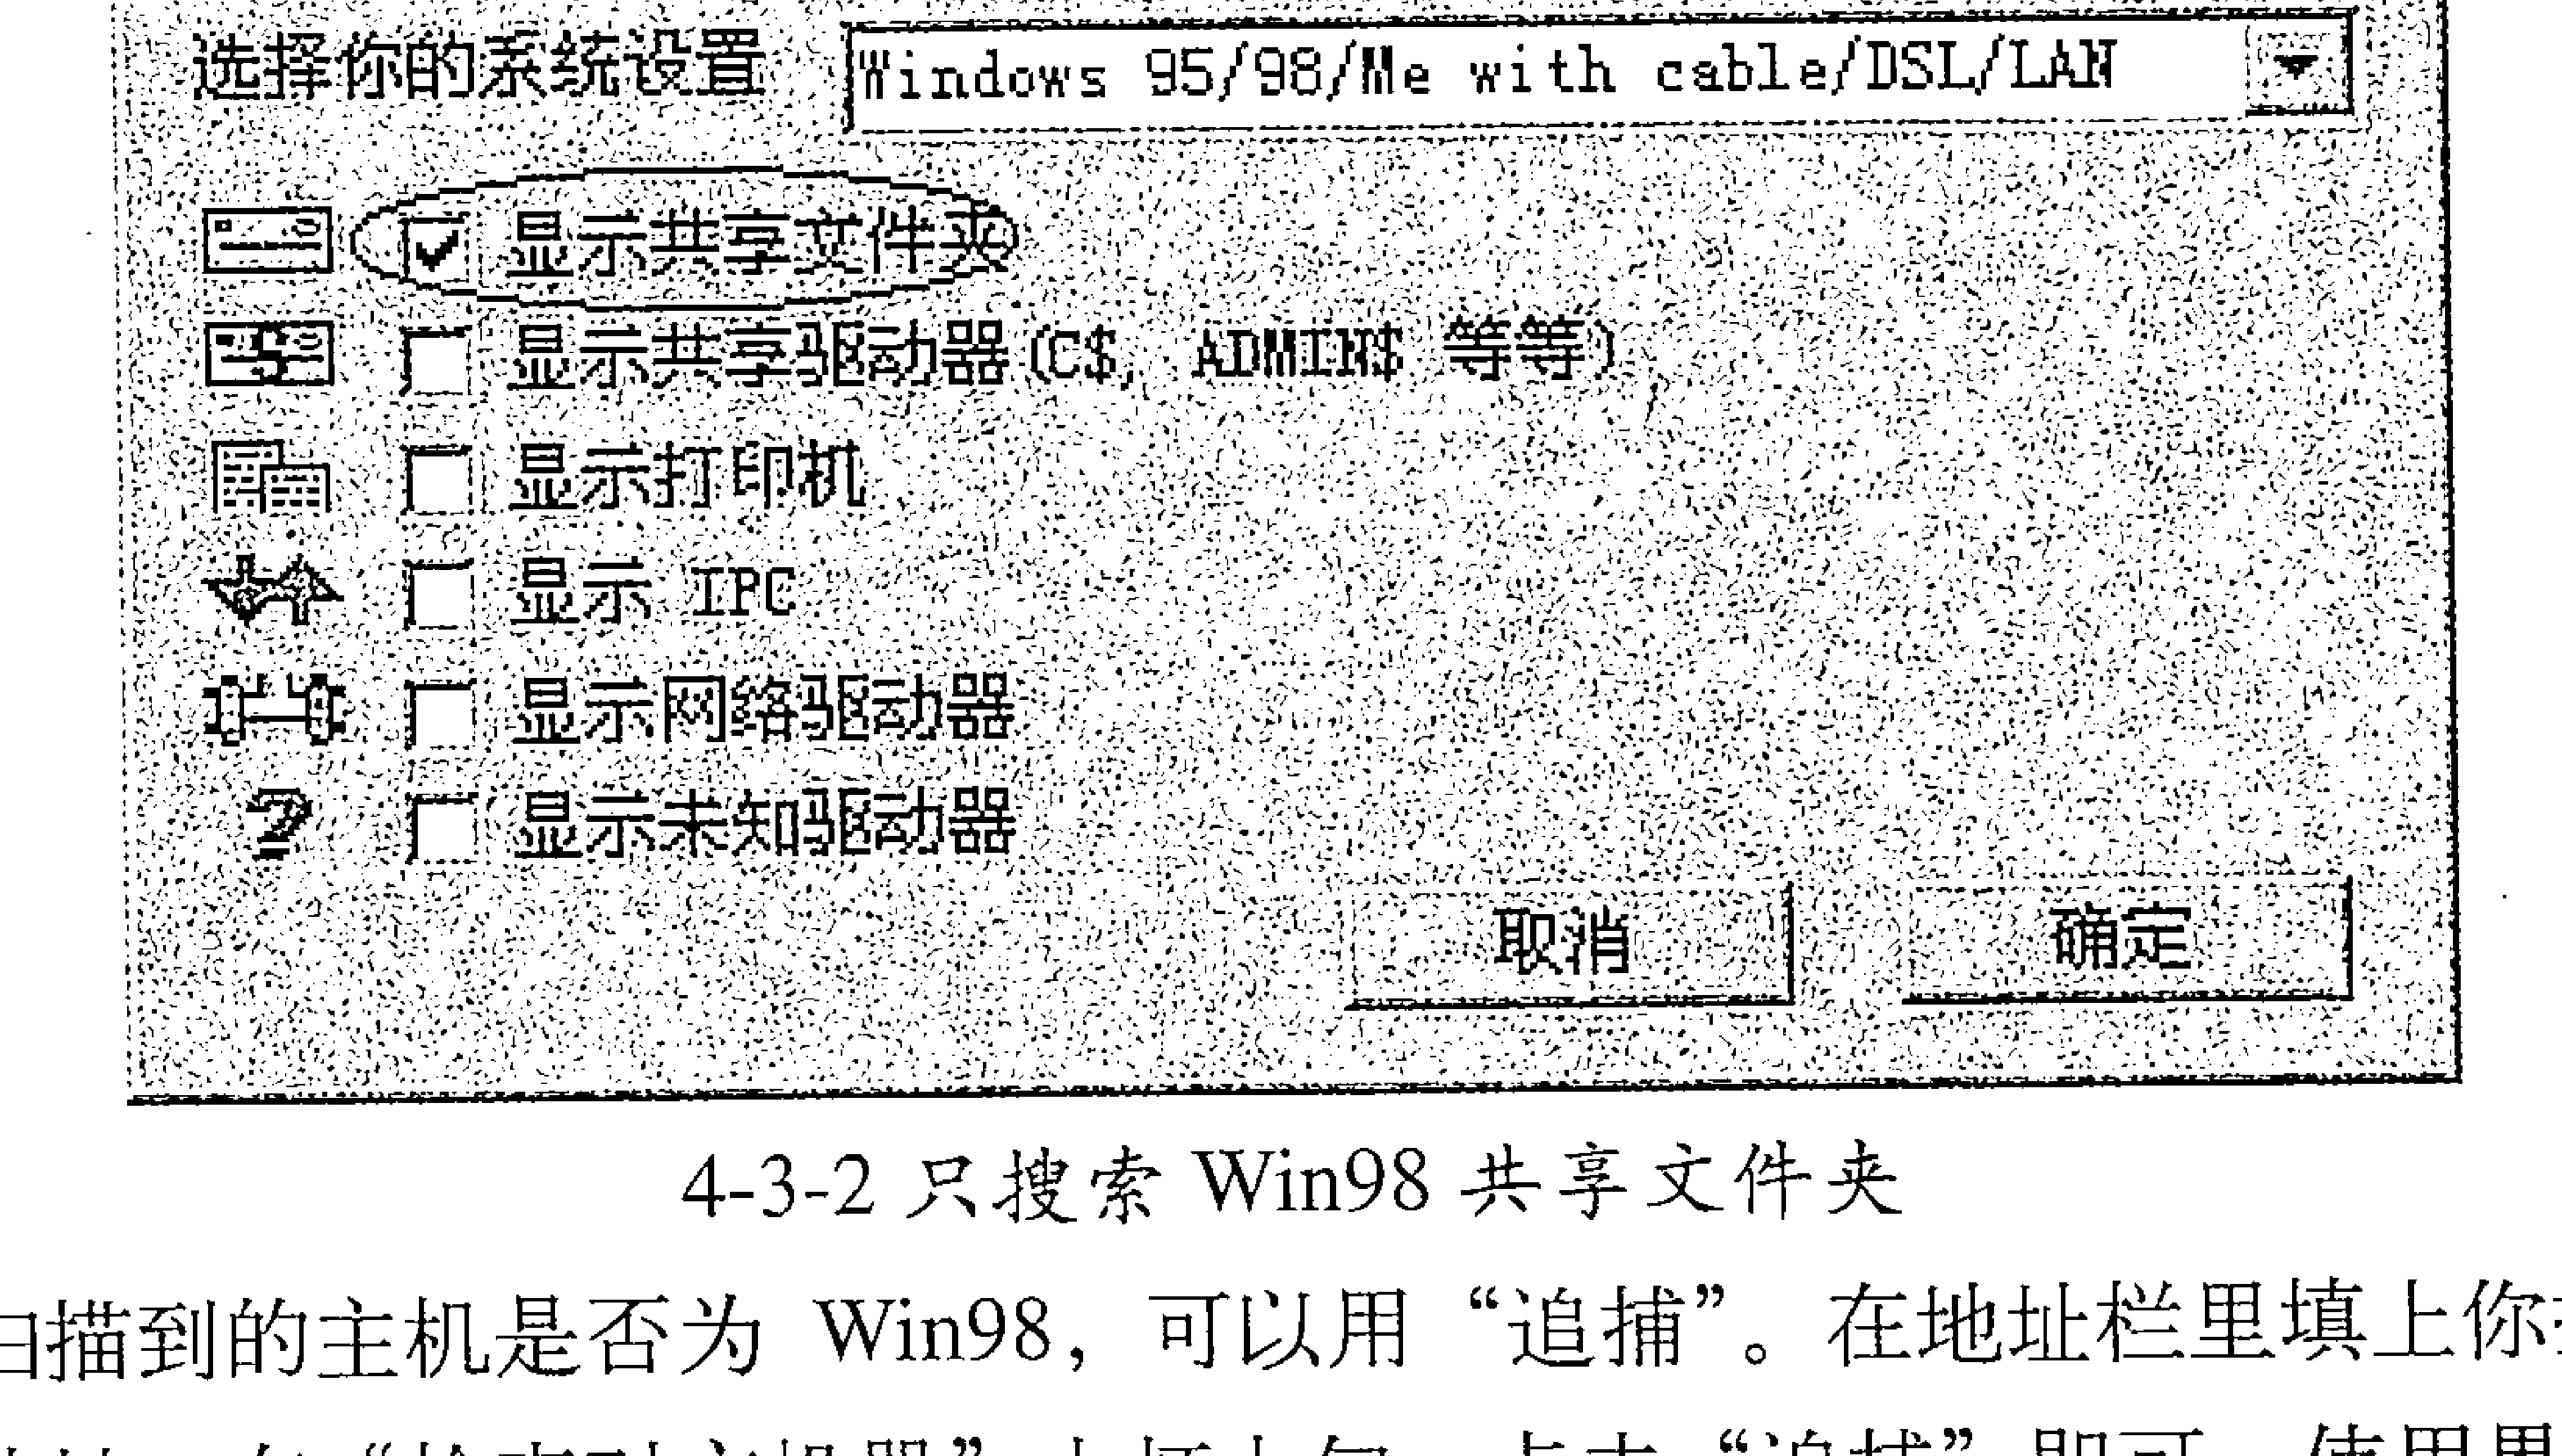 选择你的系统设置 Windows 95/98/Me with cable/DSL/LAN
显示共享文件夹
显示共享驱动器(C$, ADMIN$ 等等)
显示打印机
显示 IPC
显示网络驱动器
显示未知驱动器
取消 确定
4-3-2 只搜索 Win98 共享文件夹
描到的主机是否为 Win98，可以用 “追捕”。在地址栏里填上你